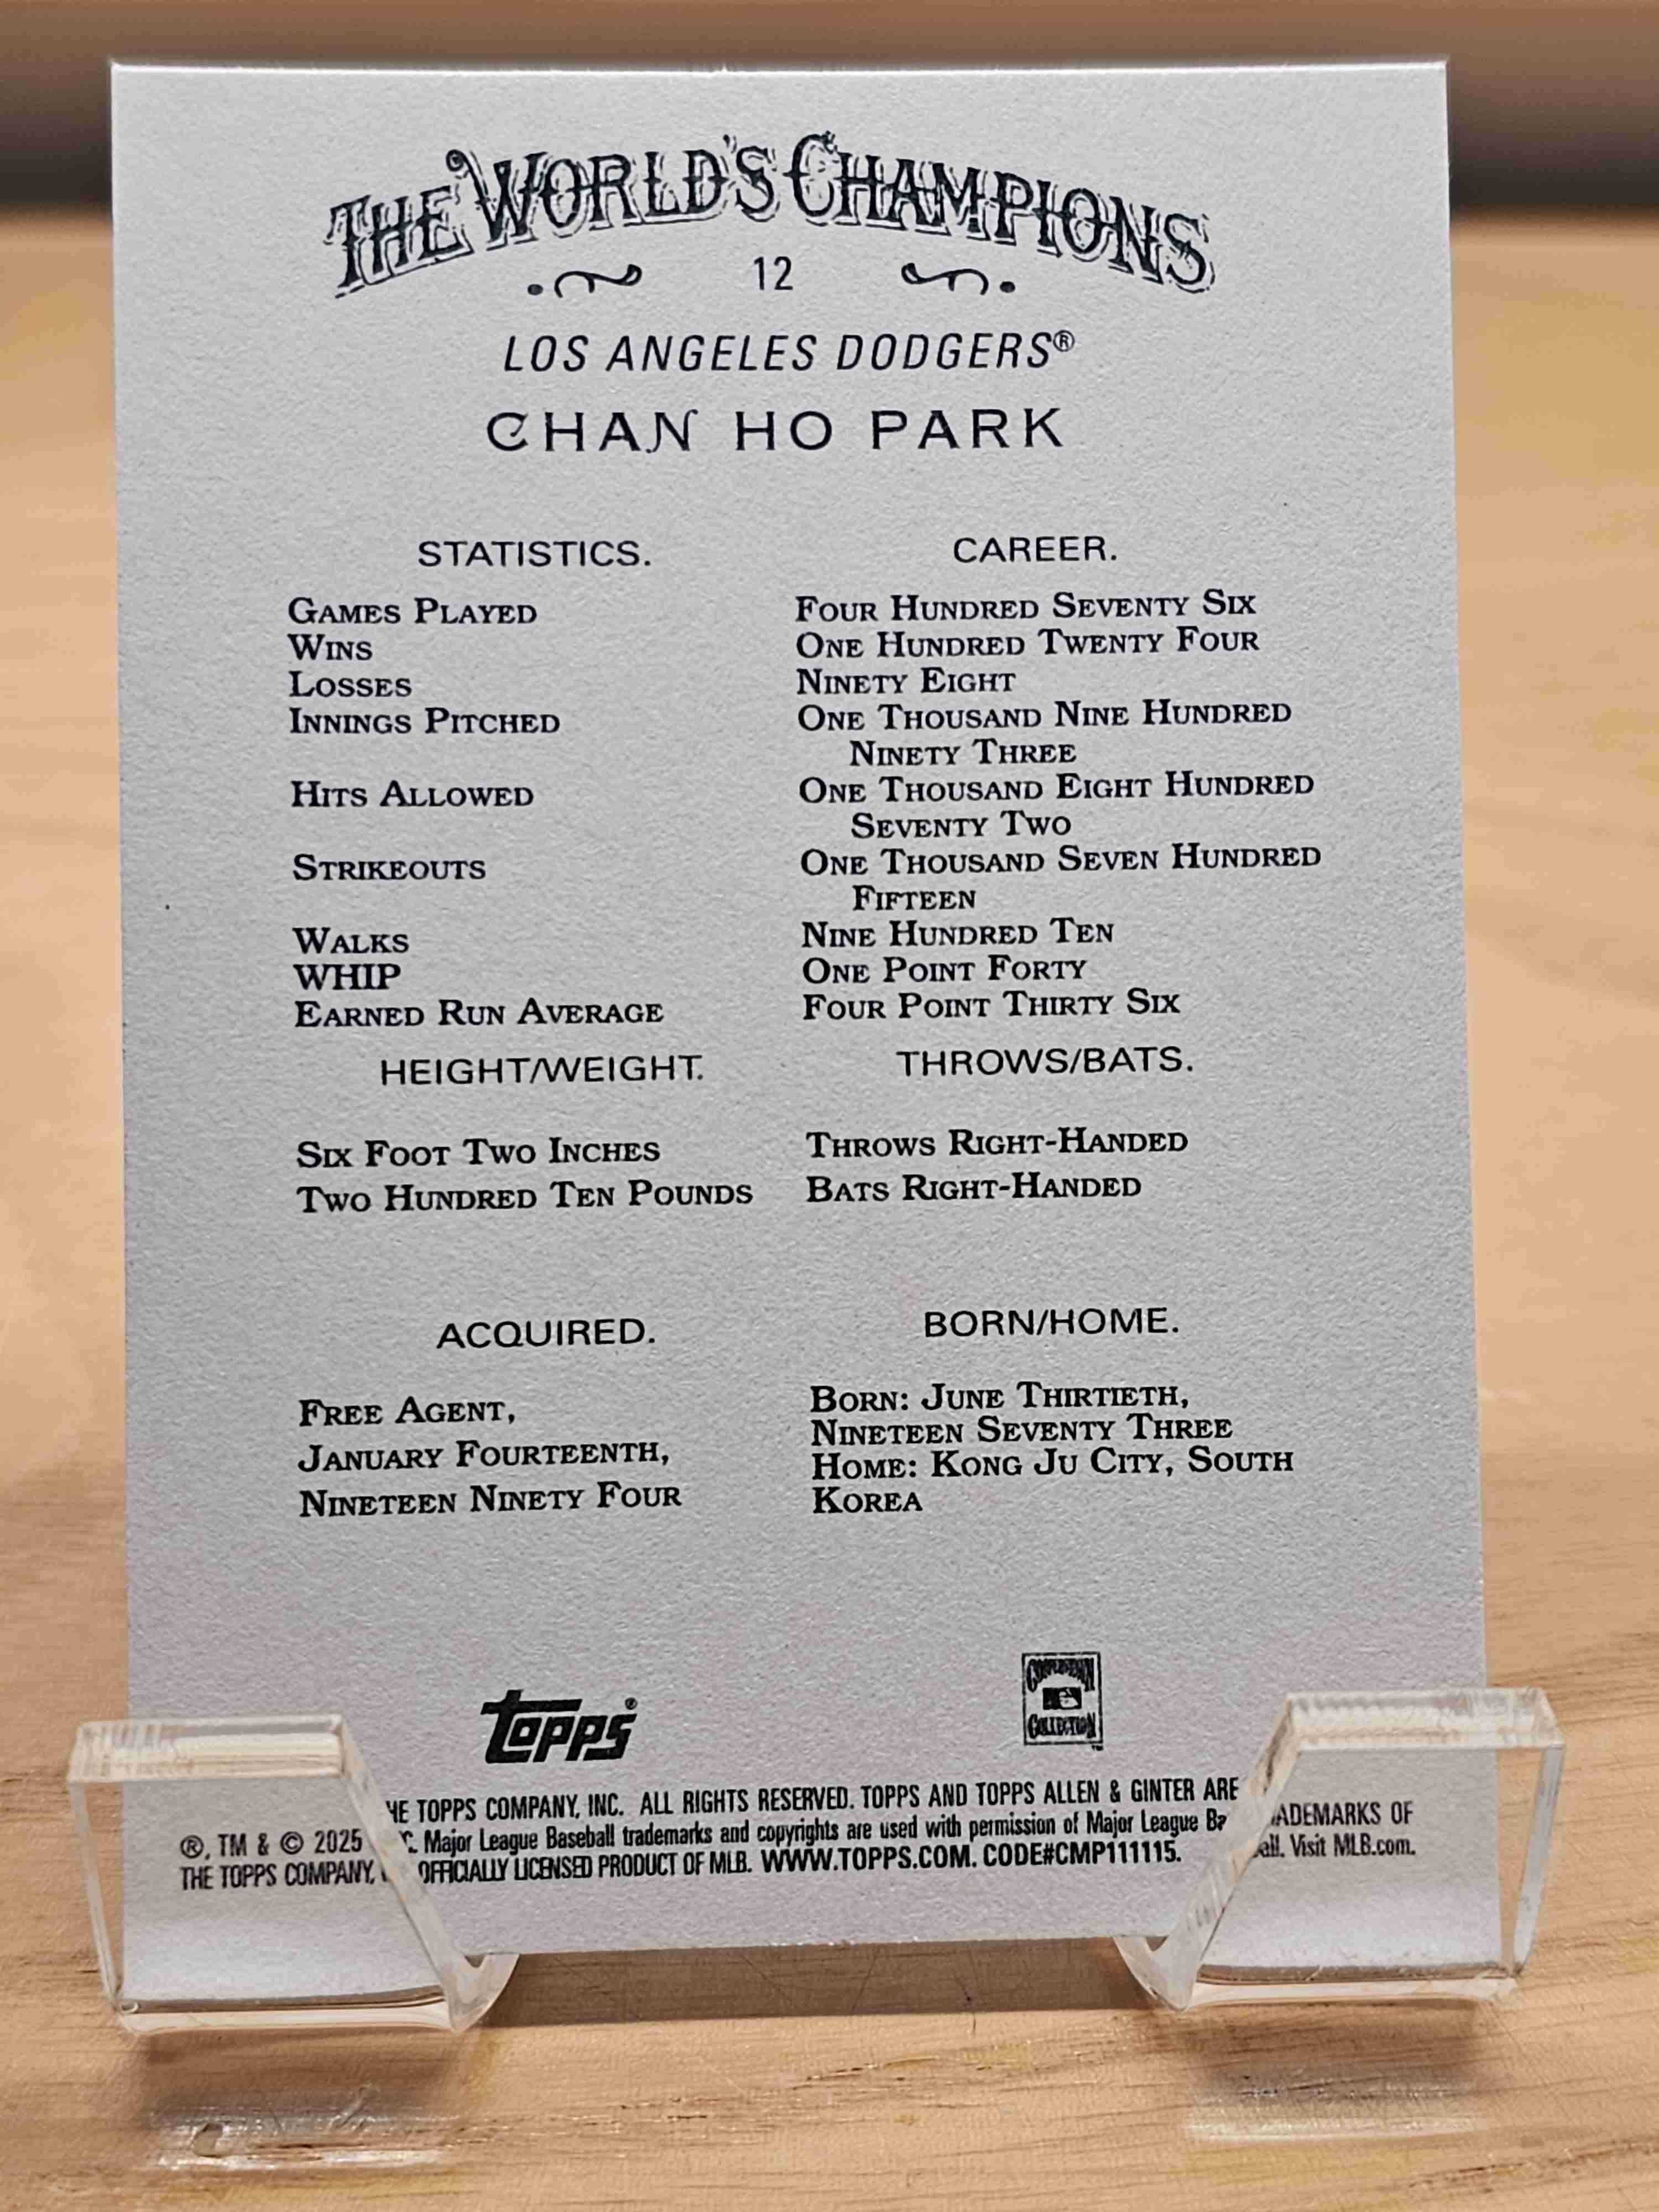 THE WORLD'S CHAMPIONS
12
LOS ANGELES DODGERS®
CHAN HO PARK
STATISTICS. CAREER.
GAMES PLAYED FOUR HUNDRED SEVENTY SIX
WINS ONE HUNDRED TWENTY FOUR
LOSSES NINETY EIGHT
INNINGS PITCHED ONE THOUSAND NINE HUNDRED
NINETY THREE
HITS ALLOWED ONE THOUSAND EIGHT HUNDRED
SEVENTY TWO
STRIKEOUTS ONE THOUSAND SEVEN HUNDRED
FIFTEEN
WALKS NINE HUNDRED TEN
WHIP ONE POINT FORTY
EARNED RUN AVERAGE FOUR POINT THIRTY SIX
HEIGHT/WEIGHT. THROWS/BATS.
SIX FOOT TWO INCHES THROWS RIGHT-HANDED
TWO HUNDRED TEN POUNDS BATS RIGHT-HANDED
ACQUIRED. BORN/HOME.
FREE AGENT,
JANUARY FOURTEENTH,
NINETEEN NINETY FOUR
BORN: JUNE THIRTIETH,
NINETEEN SEVENTY THREE
HOME: KONG JU CITY, SOUTH
KOREA
topps®
COOPERSTOWN
COLLECTION™
®, TM & © 2025 THE TOPPS COMPANY, INC. ALL RIGHTS RESERVED. TOPPS AND TOPPS ALLEN & GINTER ARE TRADEMARKS OF
THE TOPPS COMPANY, Major League Baseball trademarks and copyrights are used with permission of Major League Baseball. Visit MLB.com.
OFFICIALLY LICENSED PRODUCT OF MLB. WWW.TOPPS.COM. CODE#CMP111115.